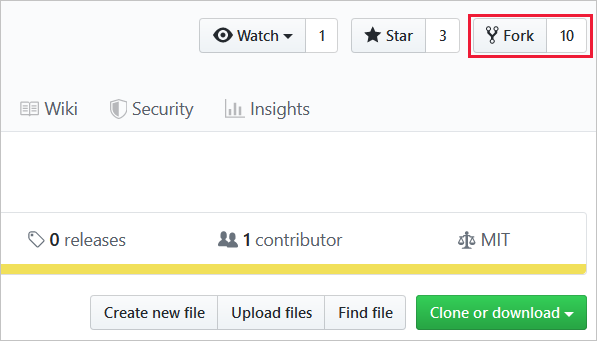 Watch 1 Star 3 Fork 10
Wiki Security Insights
0 releases 1 contributor MIT
Create new file Upload files Find file Clone or download